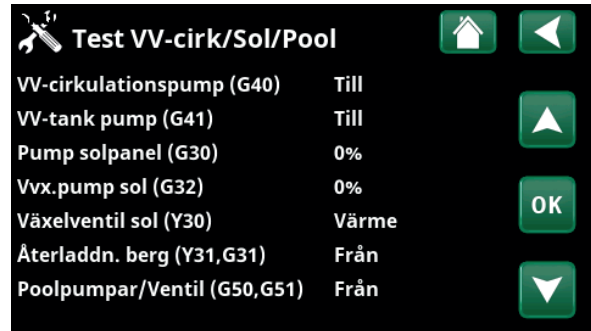 Test VV-cirk/Sol/Pool
VV-cirkulationspump (G40) Till
VV-tank pump (G41) Till
Pump solpanel (G30) 0%
Vvx.pump sol (G32) 0%
Växelventil sol (Y30) Värme
OK
Återladdn. berg (Y31,G31) Från
Poolpumpar/Ventil (G50,G51) Från